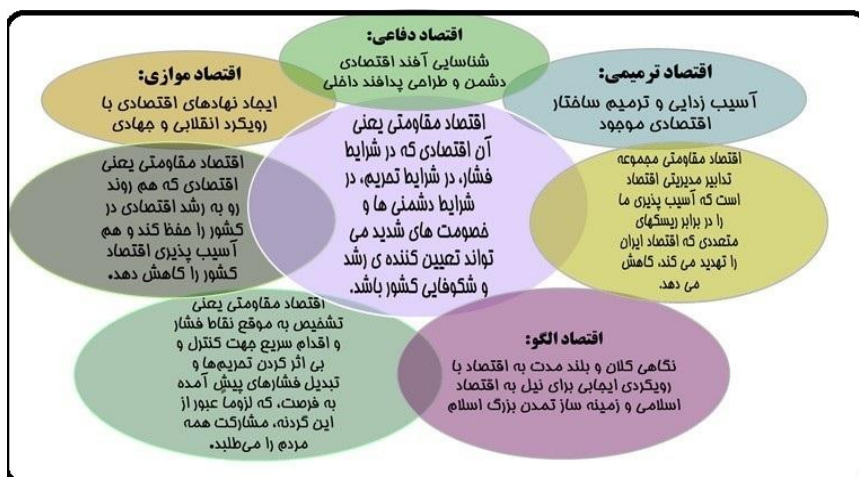 اقتصاد دفاعی:
شناسایی آفند اقتصادی
دشمن و طراحی پدافند داخلی
اقتصاد ترمیمی:
آسیب زدایی و ترمیم ساختار
اقتصادی موجود
اقتصاد موازی:
ایجاد نهادهای اقتصادی با
رویکرد انقلابی و جهادی
اقتصاد مقاومتی یعنی
آن اقتصادی که در شرایط
فشار، در شرایط تحریم، در
شرایط دشمنی ها و
خصومت های شدید می
تواند تعیین کننده ی رشد
و شکوفایی کشور باشد.
اقتصاد مقاومتی مجموعه
تدابیر مدیریتی اقتصاد
است که آسیب پذیری ما
را در برابر ریسکهای
متعددی که اقتصاد ایران
را تهدید می کند، کاهش
می دهد.
اقتصاد مقاومتی یعنی
اقتصادی که هم روند
رو به رشد اقتصادی در
کشور را حفظ کند و هم
آسیب پذیری اقتصاد
کشور را کاهش دهد.
اقتصاد الگو:
نگاهی کلان و بلند مدت به اقتصاد با
رویکردی ایجابی برای نیل به اقتصاد
اسلامی و زمینه ساز تمدن بزرگ اسلام
اقتصاد مقاومتی یعنی
تشخیص به موقع نقاط فشار
و اقدام سریع جهت کنترل و
بی اثر کردن تحریم‌ها و
تبدیل فشارهای پیش آمده
به فرصت، که لزوماً عبور از
این گردنه، مشارکت همه
مردم را می‌طلبد.